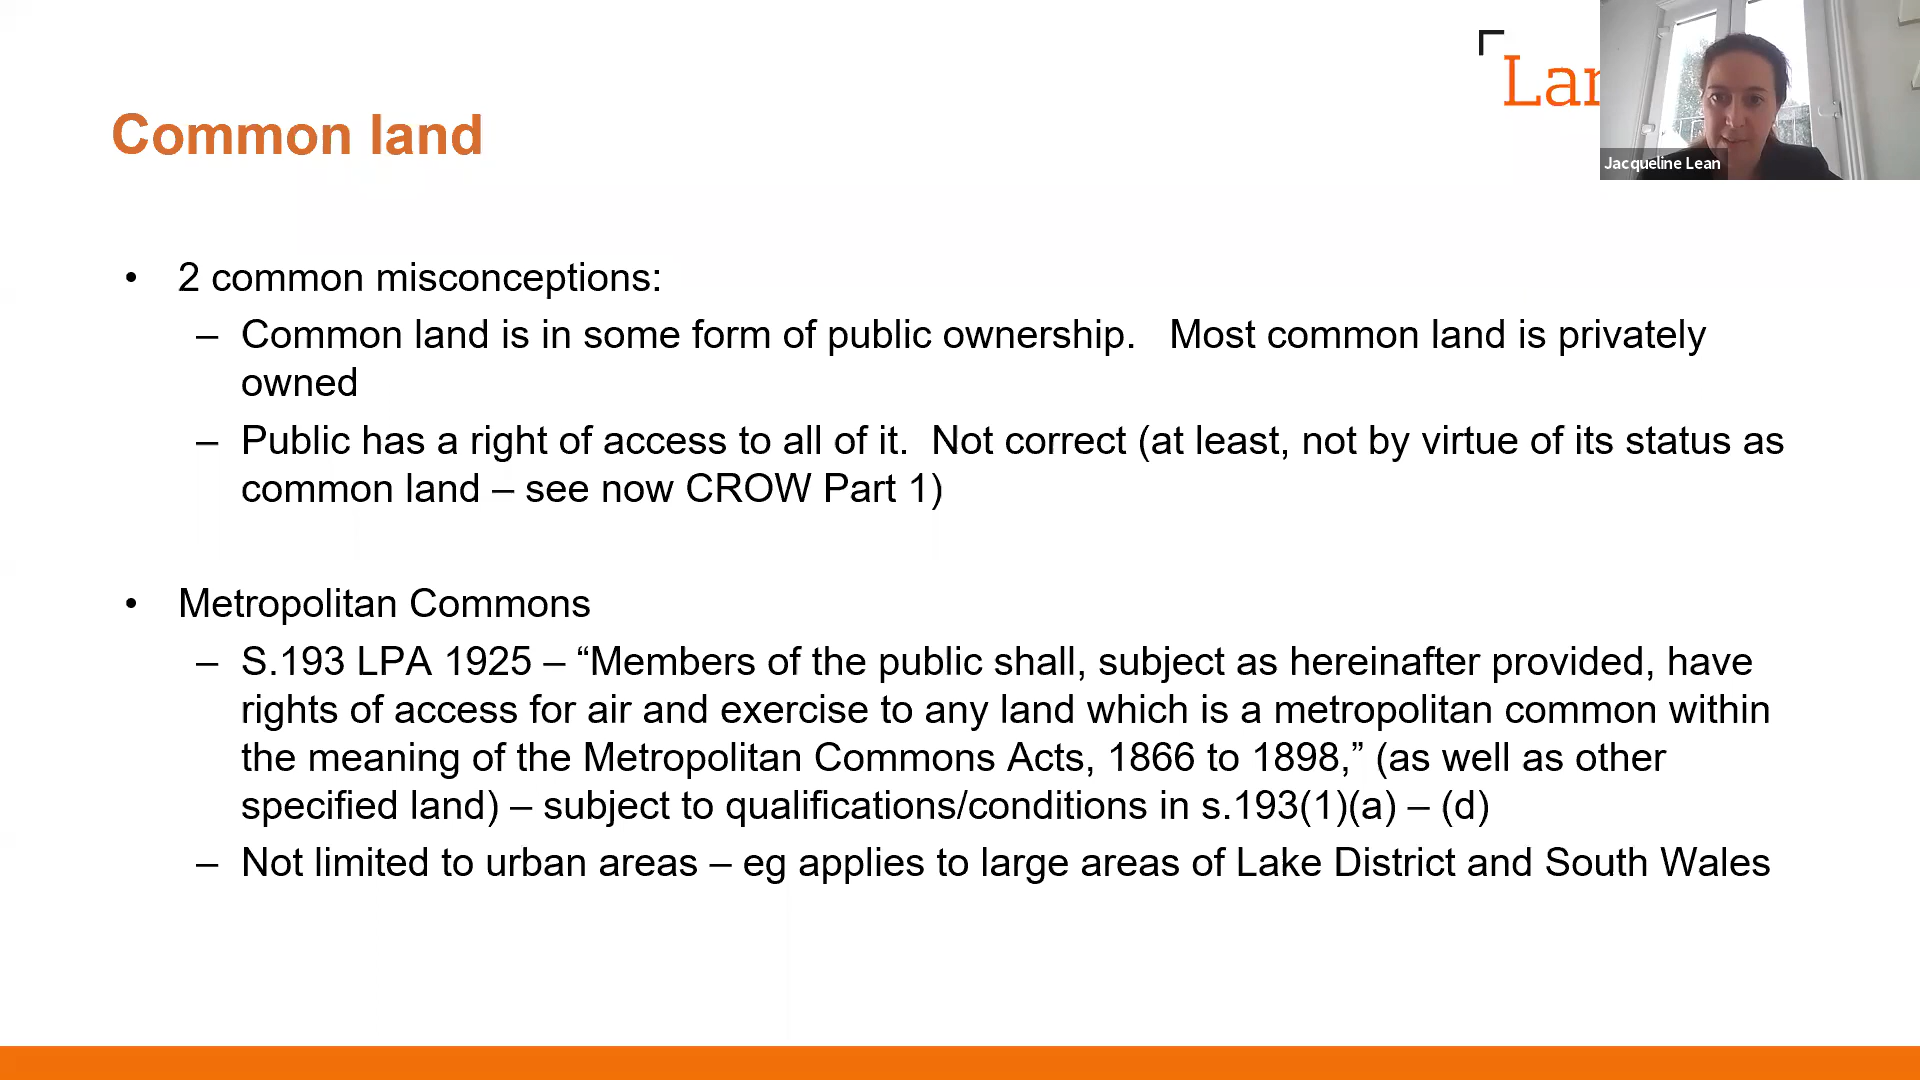 Lan
Jacqueline Lean
Common land
• 2 common misconceptions:
– Common land is in some form of public ownership. Most common land is privately
owned
– Public has a right of access to all of it. Not correct (at least, not by virtue of its status as
common land – see now CROW Part 1)
• Metropolitan Commons
– S.193 LPA 1925 – “Members of the public shall, subject as hereinafter provided, have
rights of access for air and exercise to any land which is a metropolitan common within
the meaning of the Metropolitan Commons Acts, 1866 to 1898,” (as well as other
specified land) – subject to qualifications/conditions in s.193(1)(a) – (d)
– Not limited to urban areas – eg applies to large areas of Lake District and South Wales